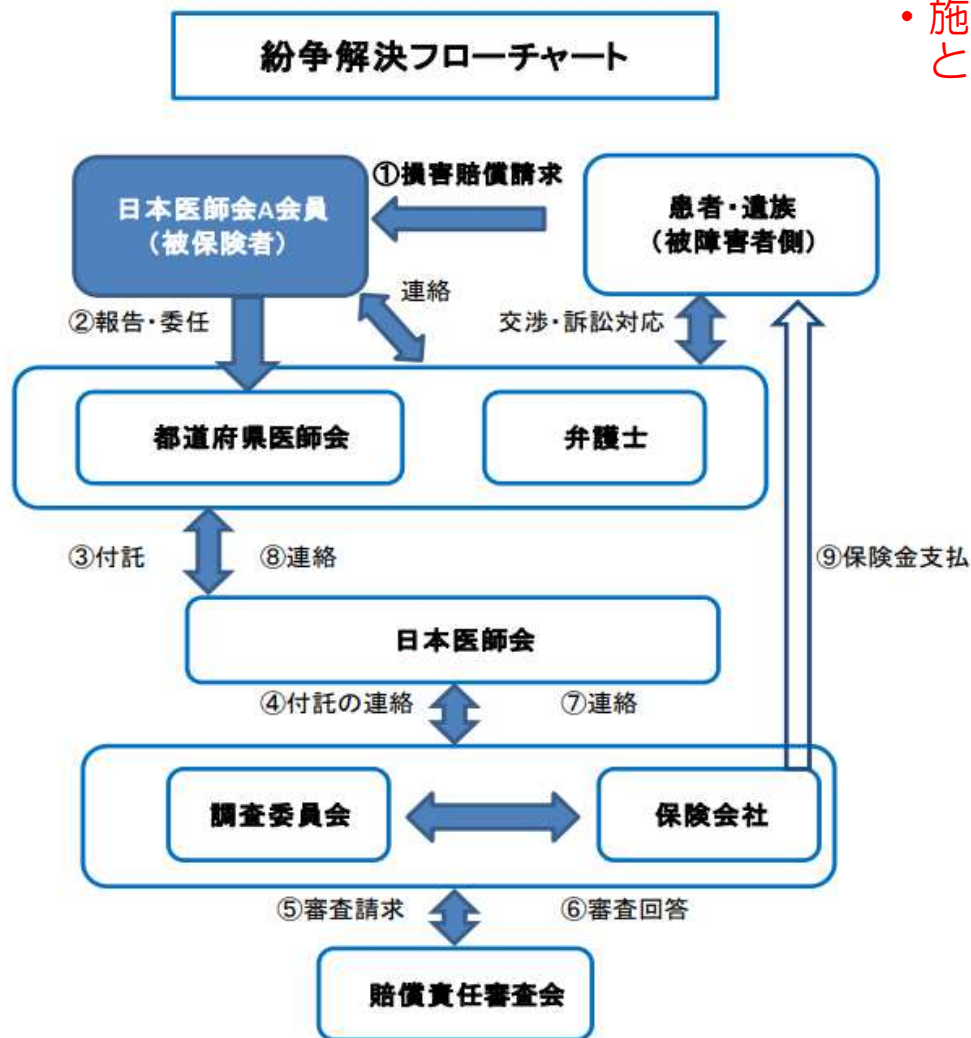 ・施
と
紛争解決フローチャート
①損害賠償請求
日本医師会A会員
(被保険者)
患者・遺族
(被障害者側)
連絡
②報告・委任
交渉・訴訟対応
都道府県医師会
弁護士
③付託
⑧連絡
⑨保険金支払
日本医師会
④付託の連絡
⑦連絡
調査委員会
保険会社
⑤審査請求
⑥審査回答
賠償責任審査会